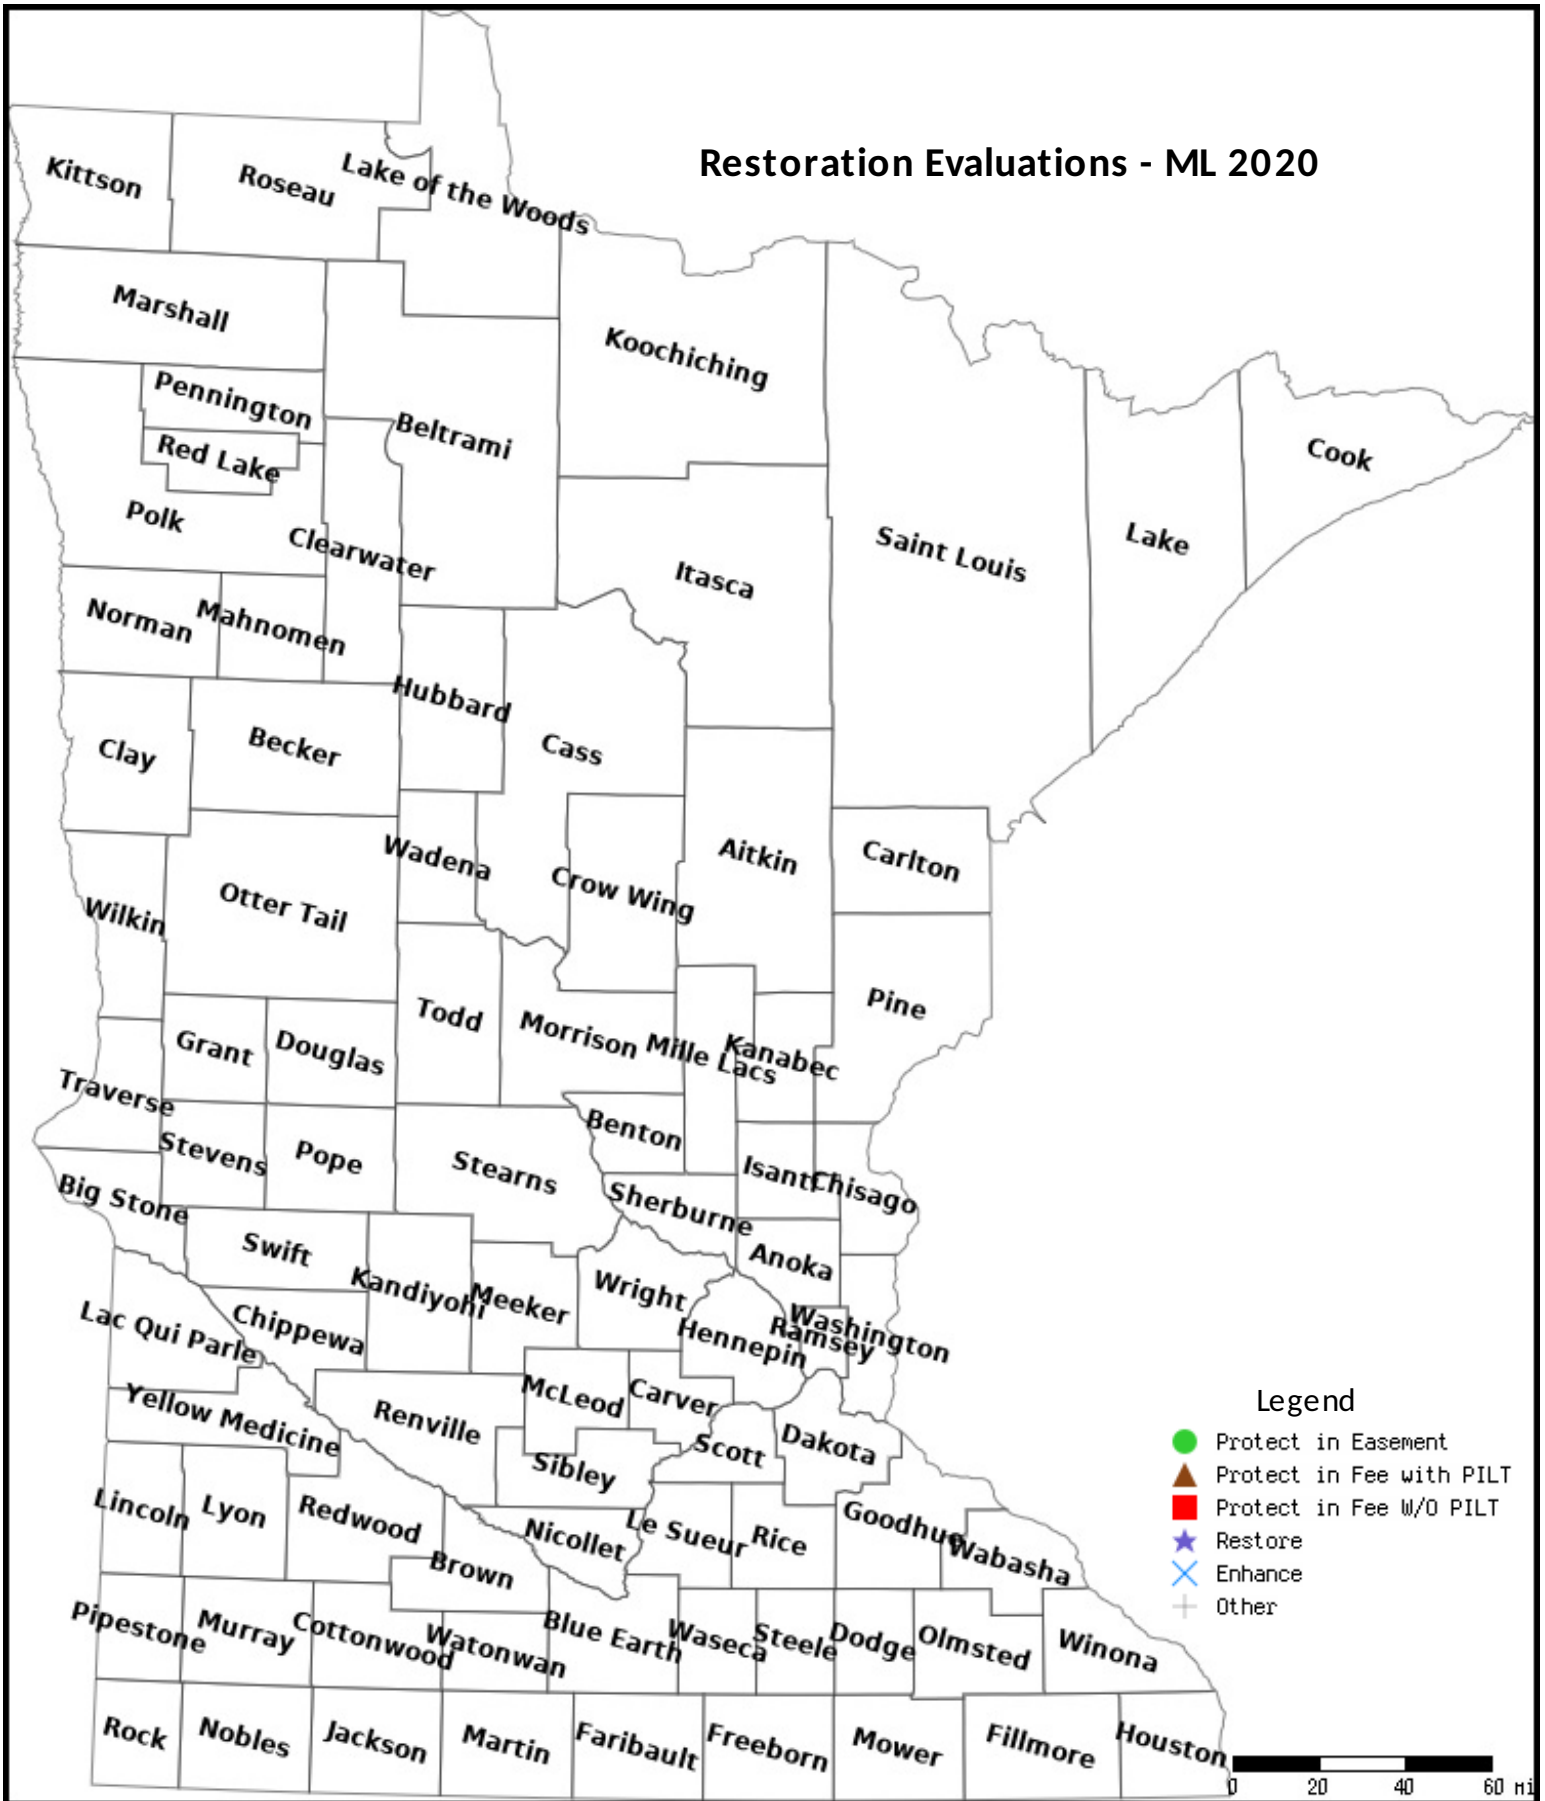 Restoration Evaluations - ML 2020
Kittson
Roseau
Lake of the Woods
Marshall
Koochiching
Pennington
Beltrami
Red Lake
Cook
Polk
Clearwater
Saint Louis
Lake
Itasca
Norman
Mahnomen
Hubbard
Clay
Becker
Cass
Wadena
Aitkin
Carlton
Crow Wing
Otter Tail
Wilkin
Pine
Todd
Morrison
Mille Lacs
Kanabec
Grant
Douglas
Traverse
Benton
Stevens
Pope
Stearns
Isanti
Chisago
Big Stone
Sherburne
Swift
Anoka
Kandiyohi
Meeker
Wright
Washington
Ramsey
Hennepin
Lac Qui Parle
Chippewa
McLeod
Carver
Yellow Medicine
Renville
Scott
Dakota
Sibley
Lincoln
Lyon
Redwood
Nicollet
Le Sueur
Rice
Goodhue
Wabasha
Brown
Pipestone
Murray
Cottonwood
Watonwan
Blue Earth
Waseca
Steele
Dodge
Olmsted
Winona
Rock
Nobles
Jackson
Martin
Faribault
Freeborn
Mower
Fillmore
Houston
Legend
Protect in Easement
Protect in Fee with PILT
Protect in Fee W/O PILT
Restore
Enhance
Other
0 20 40 60 mi